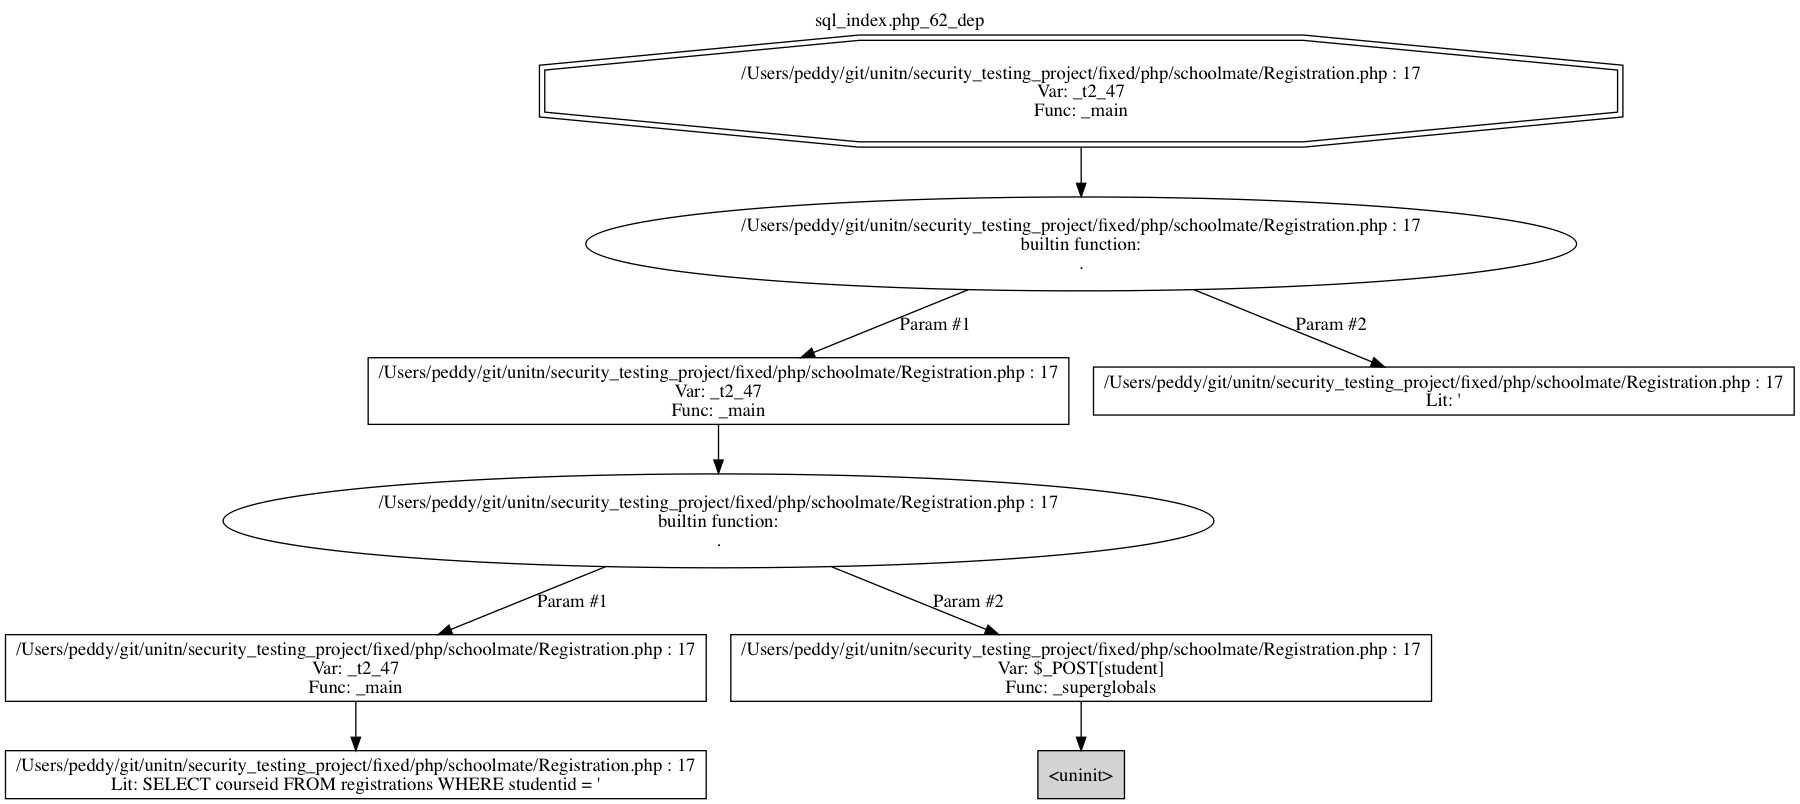 sql_index.php_62_dep
/Users/peddy/git/unitn/security_testing_project/fixed/php/schoolmate/Registration.php : 17
Var: _t2_47
Func: _main
/Users/peddy/git/unitn/security_testing_project/fixed/php/schoolmate/Registration.php : 17
builtin function:
.
Param #1
Param #2
/Users/peddy/git/unitn/security_testing_project/fixed/php/schoolmate/Registration.php : 17
Var: _t2_47
Func: _main
/Users/peddy/git/unitn/security_testing_project/fixed/php/schoolmate/Registration.php : 17
Lit: '
/Users/peddy/git/unitn/security_testing_project/fixed/php/schoolmate/Registration.php : 17
builtin function:
.
Param #1
Param #2
/Users/peddy/git/unitn/security_testing_project/fixed/php/schoolmate/Registration.php : 17
Var: _t2_47
Func: _main
/Users/peddy/git/unitn/security_testing_project/fixed/php/schoolmate/Registration.php : 17
Var: $_POST[student]
Func: _superglobals
/Users/peddy/git/unitn/security_testing_project/fixed/php/schoolmate/Registration.php : 17
Lit: SELECT courseid FROM registrations WHERE studentid = '
<uninit>